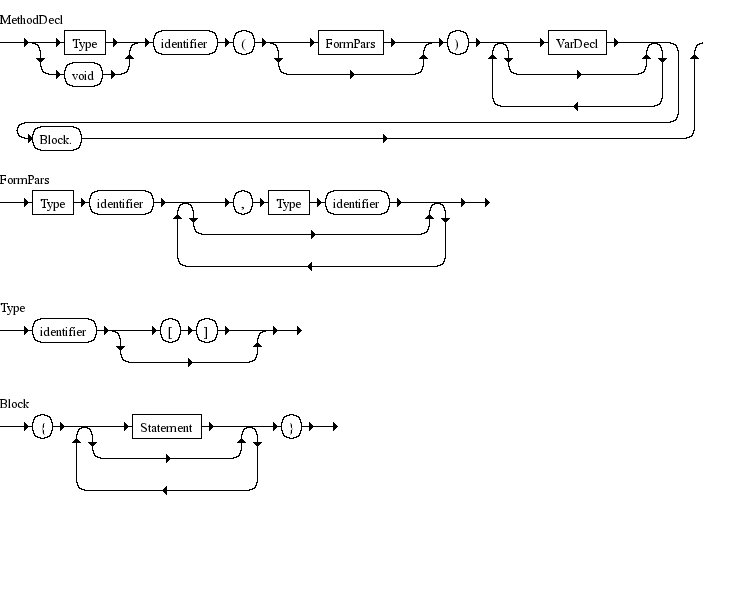 MethodDecl
Type identifier ( FormPars ) VarDecl
void
Block.
FormPars
Type identifier , Type identifier
Type
identifier [ ]
Block
{ Statement }